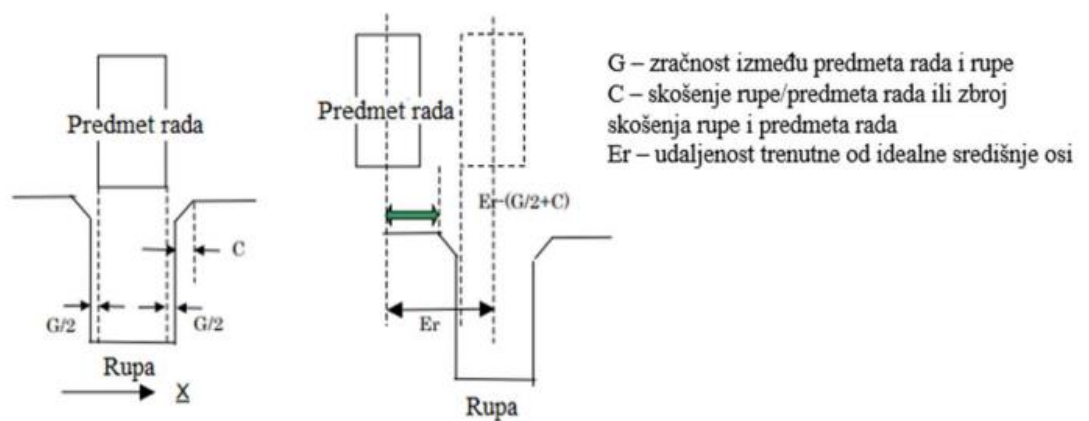 Predmet rada
C
G/2
G/2
Rupa
X
Predmet rada
Er-(G/2+C)
Er
Rupa
G – zračnost između predmeta rada i rupe
C – skošenje rupe/predmeta rada ili zbroj
skošenja rupe i predmeta rada
Er – udaljenost trenutne od idealne središnje osi